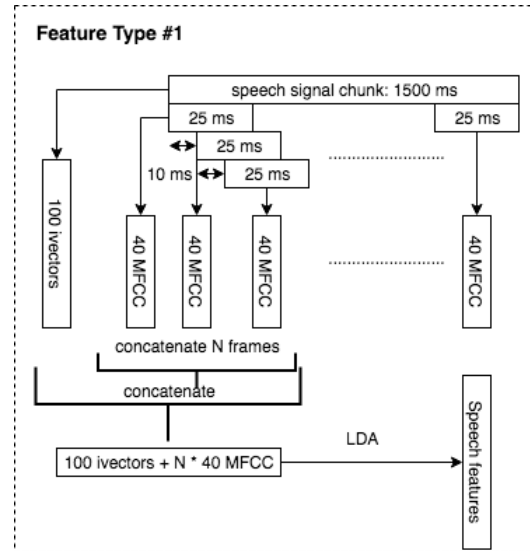 Feature Type #1
speech signal chunk: 1500 ms
25 ms
25 ms
25 ms
10 ms
25 ms
100 ivectors
40 MFCC
40 MFCC
40 MFCC
40 MFCC
concatenate N frames
concatenate
100 ivectors + N * 40 MFCC
LDA
Speech features